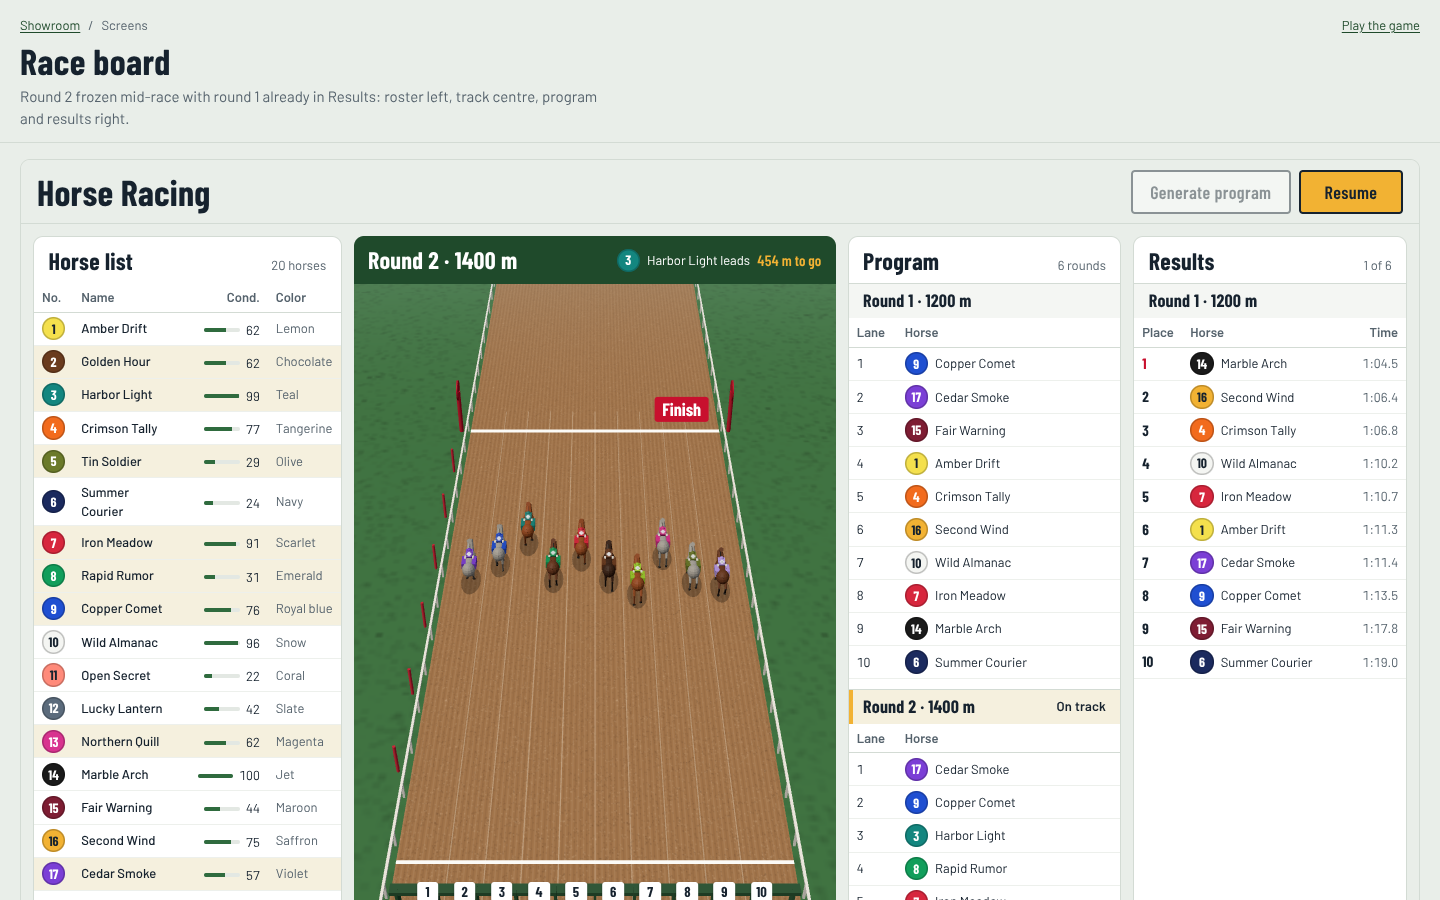 Showroom / Screens
Play the game
Race board
Round 2 frozen mid-race with round 1 already in Results: roster left, track centre, program
and results right.
Horse Racing
Generate program
Resume
Horse list
20 horses
No. Name Cond. Color
1 Amber Drift 62 Lemon
2 Golden Hour 62 Chocolate
3 Harbor Light 99 Teal
4 Crimson Tally 77 Tangerine
5 Tin Soldier 29 Olive
6 Summer Courier 24 Navy
7 Iron Meadow 91 Scarlet
8 Rapid Rumor 31 Emerald
9 Copper Comet 76 Royal blue
10 Wild Almanac 96 Snow
11 Open Secret 22 Coral
12 Lucky Lantern 42 Slate
13 Northern Quill 62 Magenta
14 Marble Arch 100 Jet
15 Fair Warning 44 Maroon
16 Second Wind 75 Saffron
17 Cedar Smoke 57 Violet
Round 2 · 1400 m
3 Harbor Light leads 454 m to go
Finish
1 2 3 4 5 6 7 8 9 10
Program
6 rounds
Round 1 · 1200 m
Lane Horse
1 9 Copper Comet
2 17 Cedar Smoke
3 15 Fair Warning
4 1 Amber Drift
5 4 Crimson Tally
6 16 Second Wind
7 10 Wild Almanac
8 7 Iron Meadow
9 14 Marble Arch
10 6 Summer Courier
Round 2 · 1400 m
On track
Lane Horse
1 17 Cedar Smoke
2 9 Copper Comet
3 3 Harbor Light
4 8 Rapid Rumor
Results
1 of 6
Round 1 · 1200 m
Place Horse Time
1 14 Marble Arch 1:04.5
2 16 Second Wind 1:06.4
3 4 Crimson Tally 1:06.8
4 10 Wild Almanac 1:10.2
5 7 Iron Meadow 1:10.7
6 1 Amber Drift 1:11.3
7 17 Cedar Smoke 1:11.4
8 9 Copper Comet 1:13.5
9 15 Fair Warning 1:17.8
10 6 Summer Courier 1:19.0